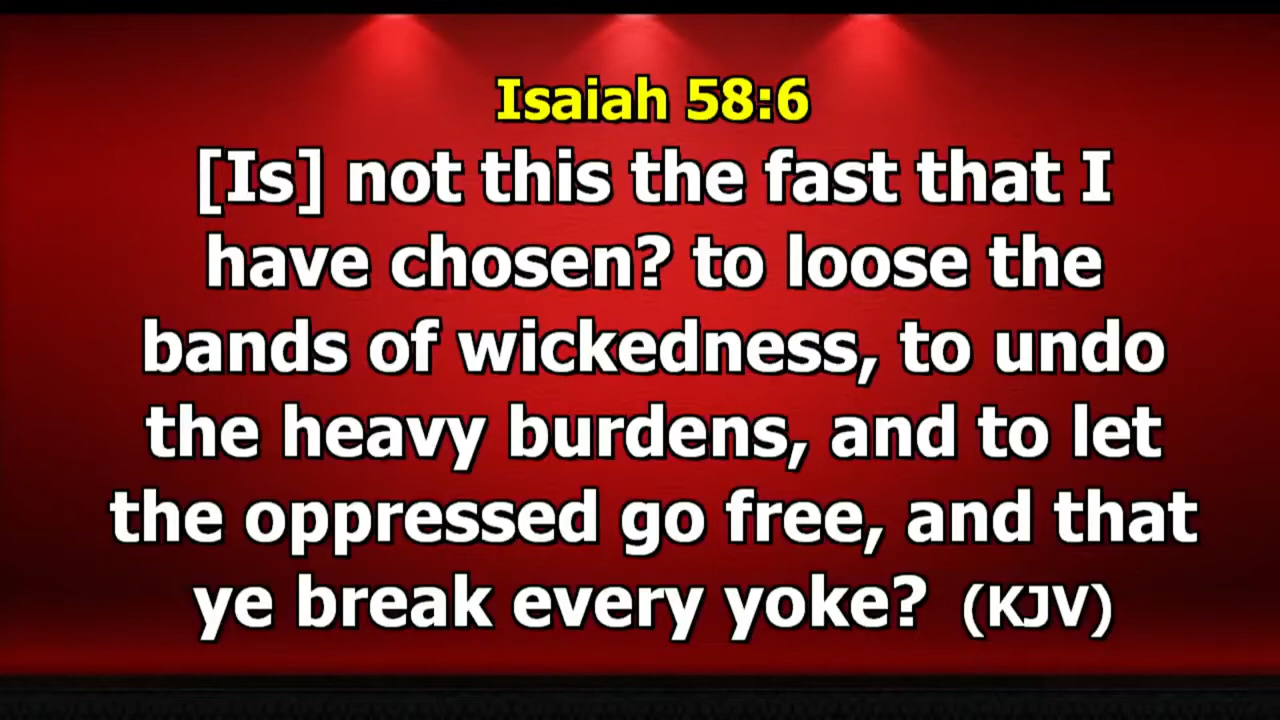 Isaiah 58:6
[Is] not this the fast that I
have chosen? to loose the
bands of wickedness, to undo
the heavy burdens, and to let
the oppressed go free, and that
ye break every yoke? (KJV)